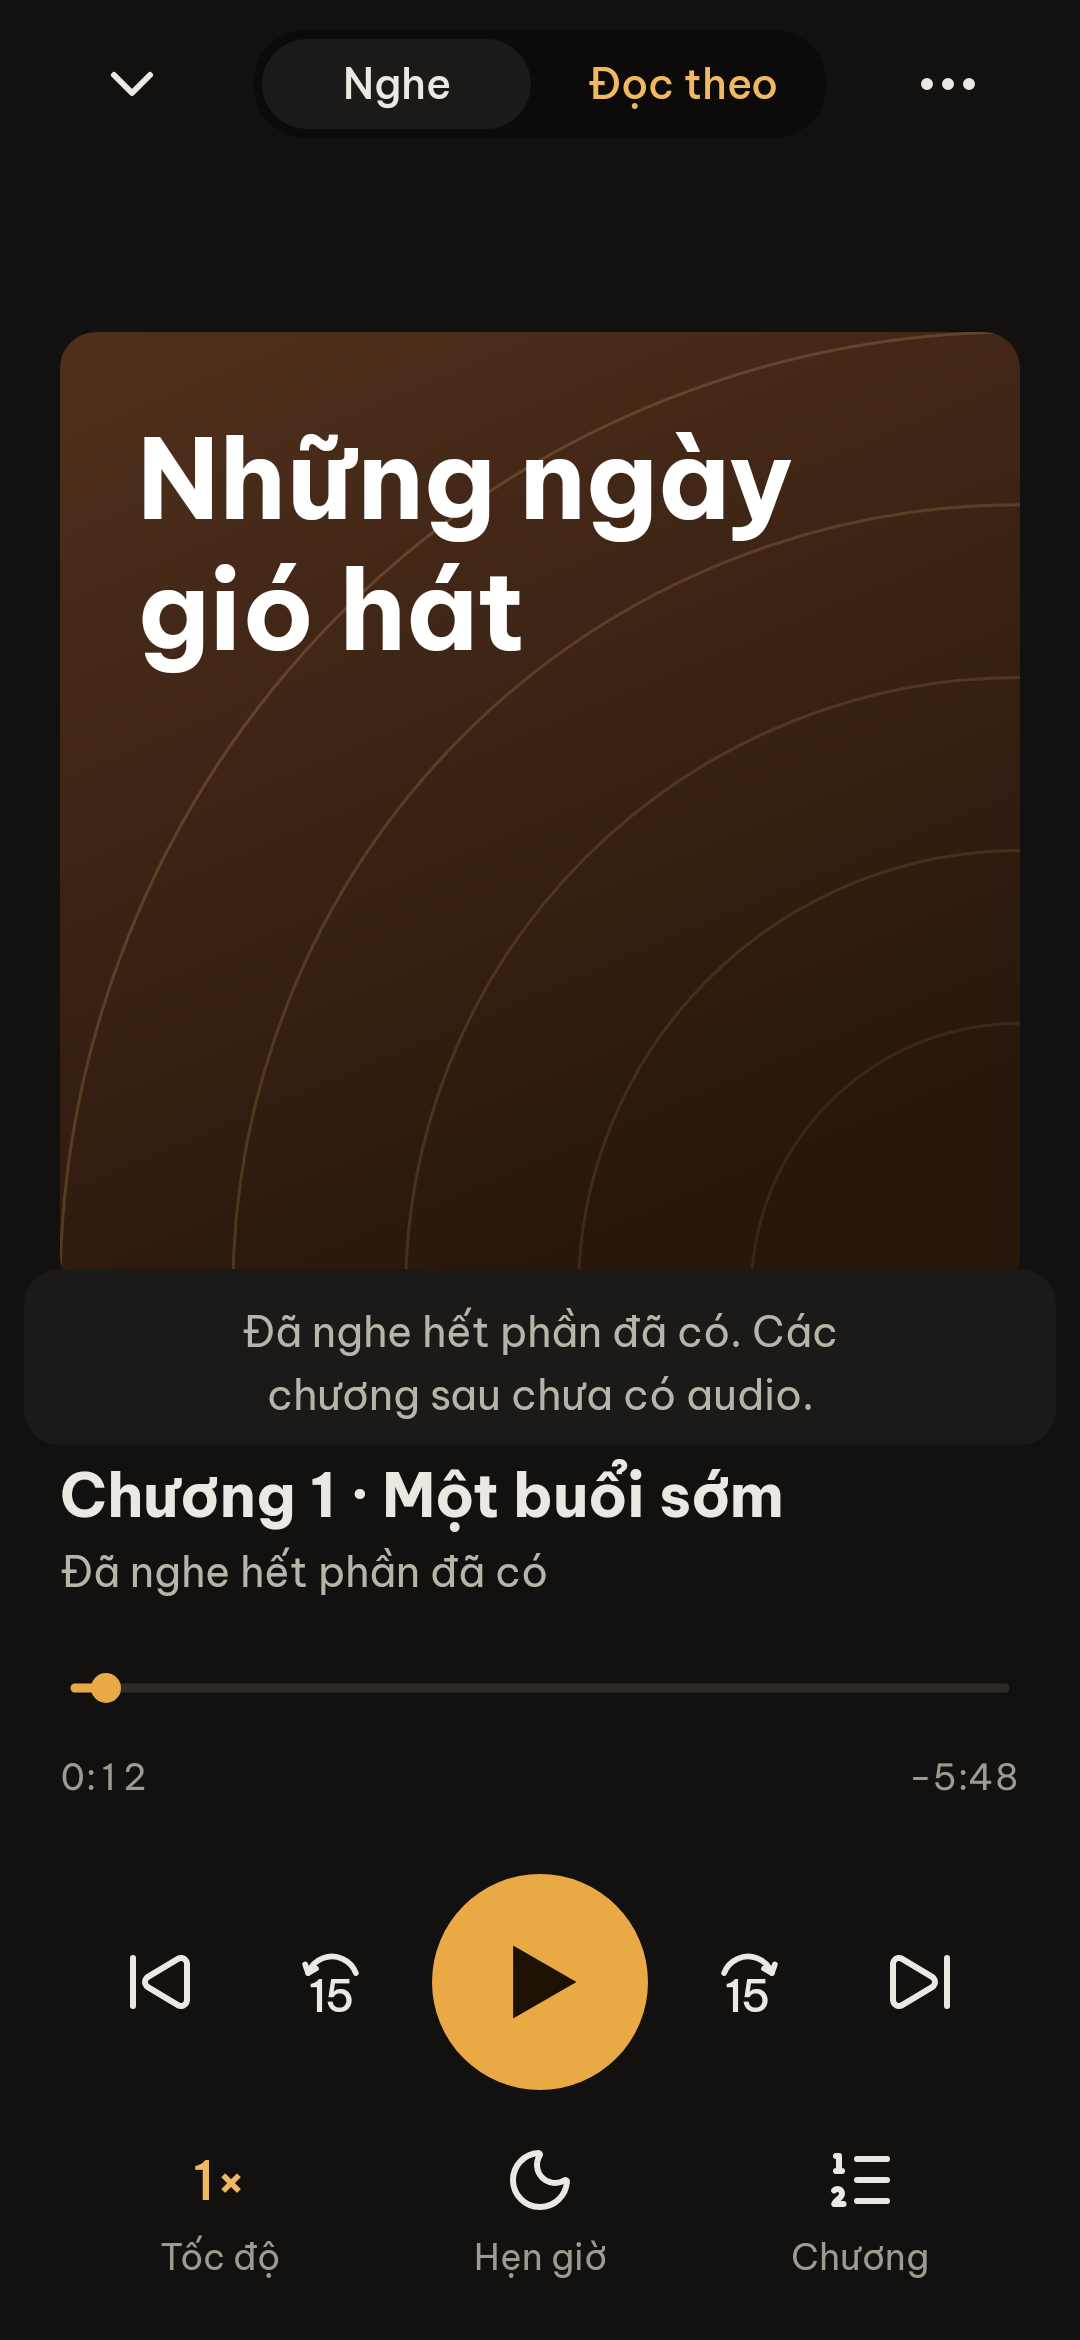 Nghe
Đọc theo
Những ngày
gió hát
Đã nghe hết phần đã có. Các
chương sau chưa có audio.
Chương 1 · Một buổi sớm
Đã nghe hết phần đã có
0:12
−5:48
15
15
1×
Tốc độ
Hẹn giờ
Chương